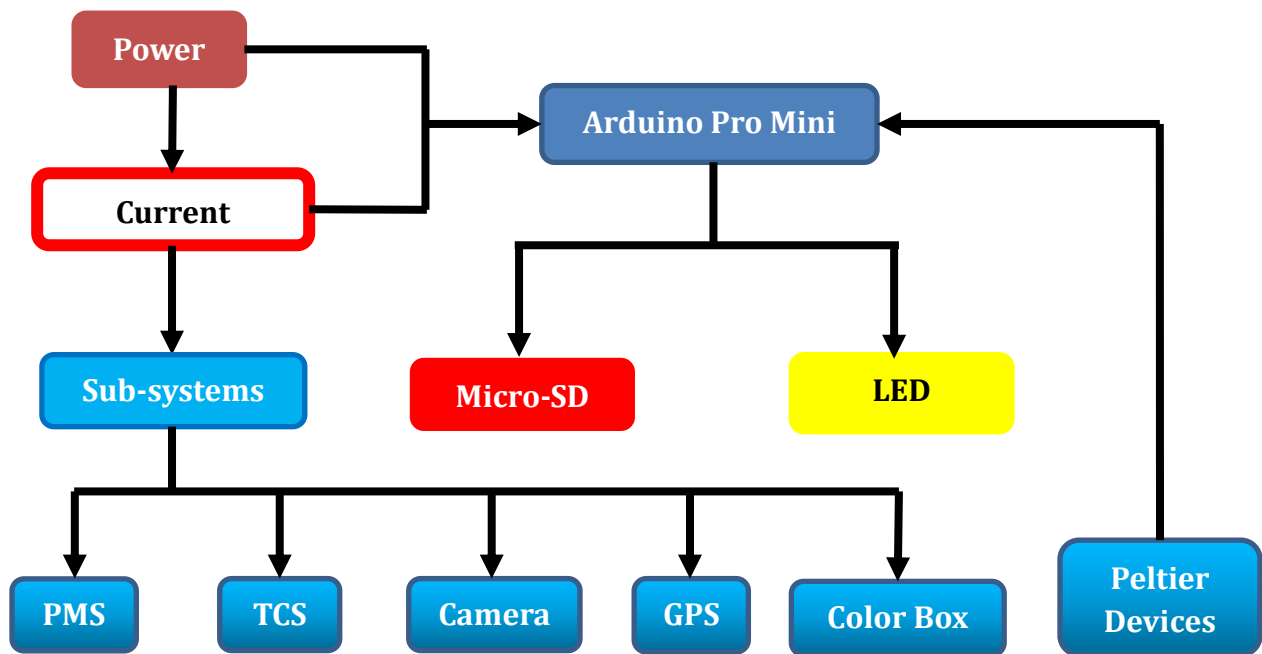 Power
Arduino Pro Mini
Current
Sub-systems
Micro-SD
LED
PMS
TCS
Camera
GPS
Color Box
Peltier
Devices